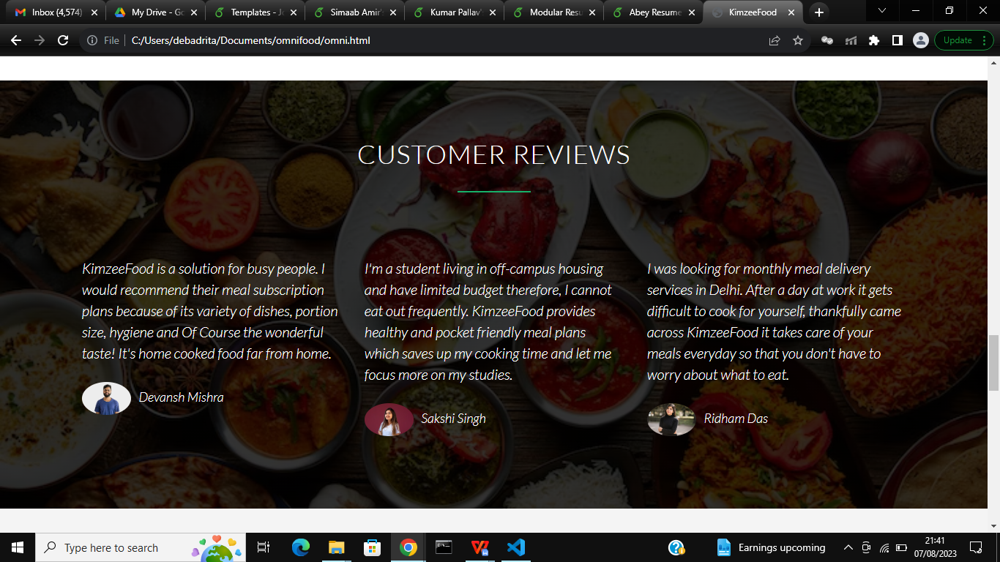 Inbox (4,574)
My Drive - Go
Templates - Jo
Simaab Amir's
Kumar Pallav'
Modular Resu
Abey Resume
KimzeeFood
File
C:/Users/debadrita/Documents/omnifood/omni.html
Update
CUSTOMER REVIEWS
KimzeeFood is a solution for busy people. I
would recommend their meal subscription
plans because of its variety of dishes, portion
size, hygiene and Of Course the wonderful
taste! It's home cooked food far from home.
Devansh Mishra
I'm a student living in off-campus housing
and have limited budget therefore, I cannot
eat out frequently. KimzeeFood provides
healthy and pocket friendly meal plans
which saves up my cooking time and let me
focus more on my studies.
Sakshi Singh
I was looking for monthly meal delivery
services in Delhi. After a day at work it gets
difficult to cook for yourself, thankfully came
across KimzeeFood it takes care of your
meals everyday so that you don't have to
worry about what to eat.
Ridham Das
Type here to search
Earnings upcoming
21:41
07/08/2023